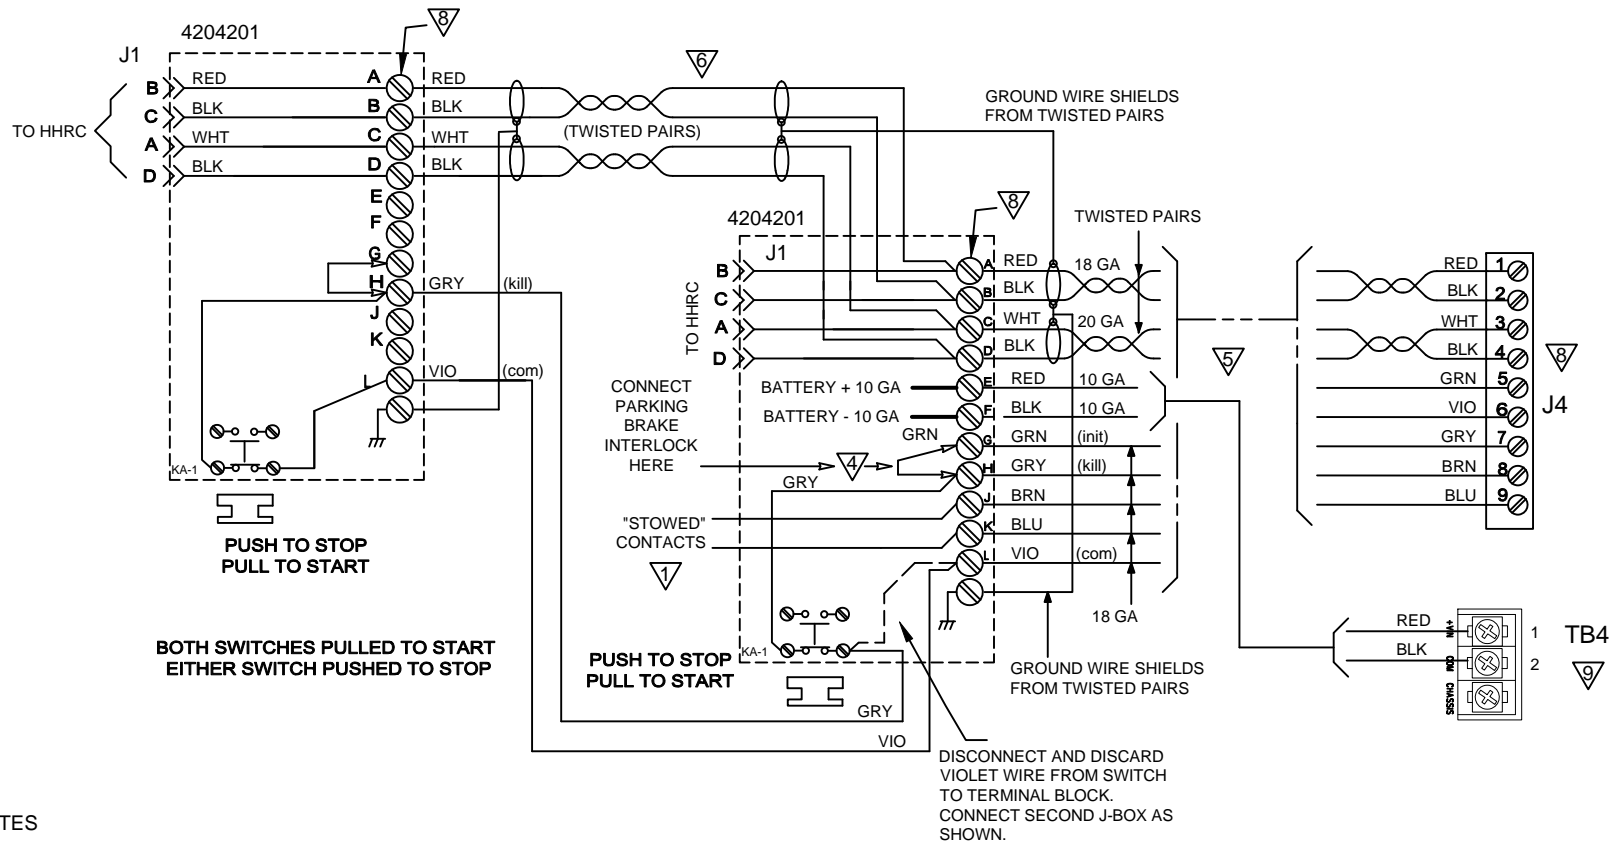 4204201
J1
8
B RED A RED
C BLK B BLK
TO HHRC
A WHT C WHT
D BLK D BLK
(TWISTED PAIRS)
6
GROUND WIRE SHIELDS
FROM TWISTED PAIRS
E
F
G
H GRY (kill)
J
K
L VIO (com)
KA-1
PUSH TO STOP
PULL TO START
BOTH SWITCHES PULLED TO START
EITHER SWITCH PUSHED TO STOP
4204201
J1
8
TWISTED PAIRS
TO HHRC
B A RED 18 GA
C B BLK
A C WHT 20 GA
D D BLK
BATTERY + 10 GA E RED 10 GA
BATTERY - 10 GA F BLK 10 GA
GRN G GRN (init)
GRY H GRY (kill)
J BRN
K BLU
L VIO (com)
18 GA
CONNECT
PARKING
BRAKE
INTERLOCK
HERE
4
"STOWED"
CONTACTS
1
KA-1
PUSH TO STOP
PULL TO START
GRY
VIO
GROUND WIRE SHIELDS
FROM TWISTED PAIRS
DISCONNECT AND DISCARD
VIOLET WIRE FROM SWITCH
TO TERMINAL BLOCK.
CONNECT SECOND J-BOX AS
SHOWN.
5
RED 1
BLK 2
WHT 3
BLK 4
GRN 5
VIO 6
GRY 7
BRN 8
BLU 9
8
J4
RED +VIN 1
BLK COM 2
CHASSIS
TB4
9
TES